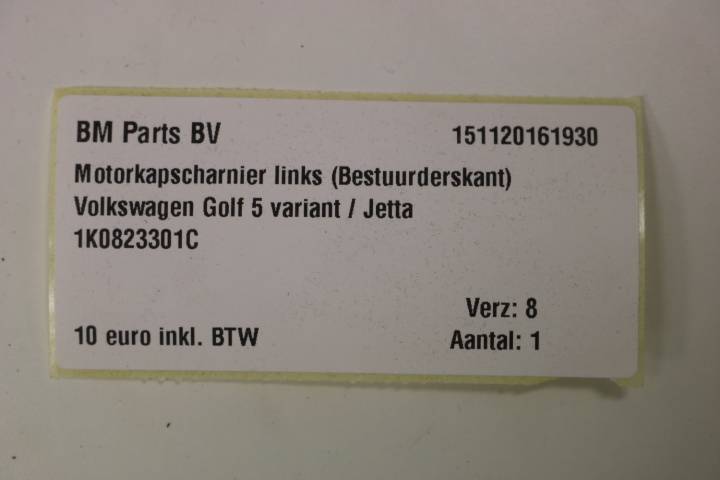 BM Parts BV 151120161930
Motorkapscharnier links (Bestuurderskant)
Volkswagen Golf 5 variant / Jetta
1K0823301C
Verz: 8
10 euro inkl. BTW Aantal: 1